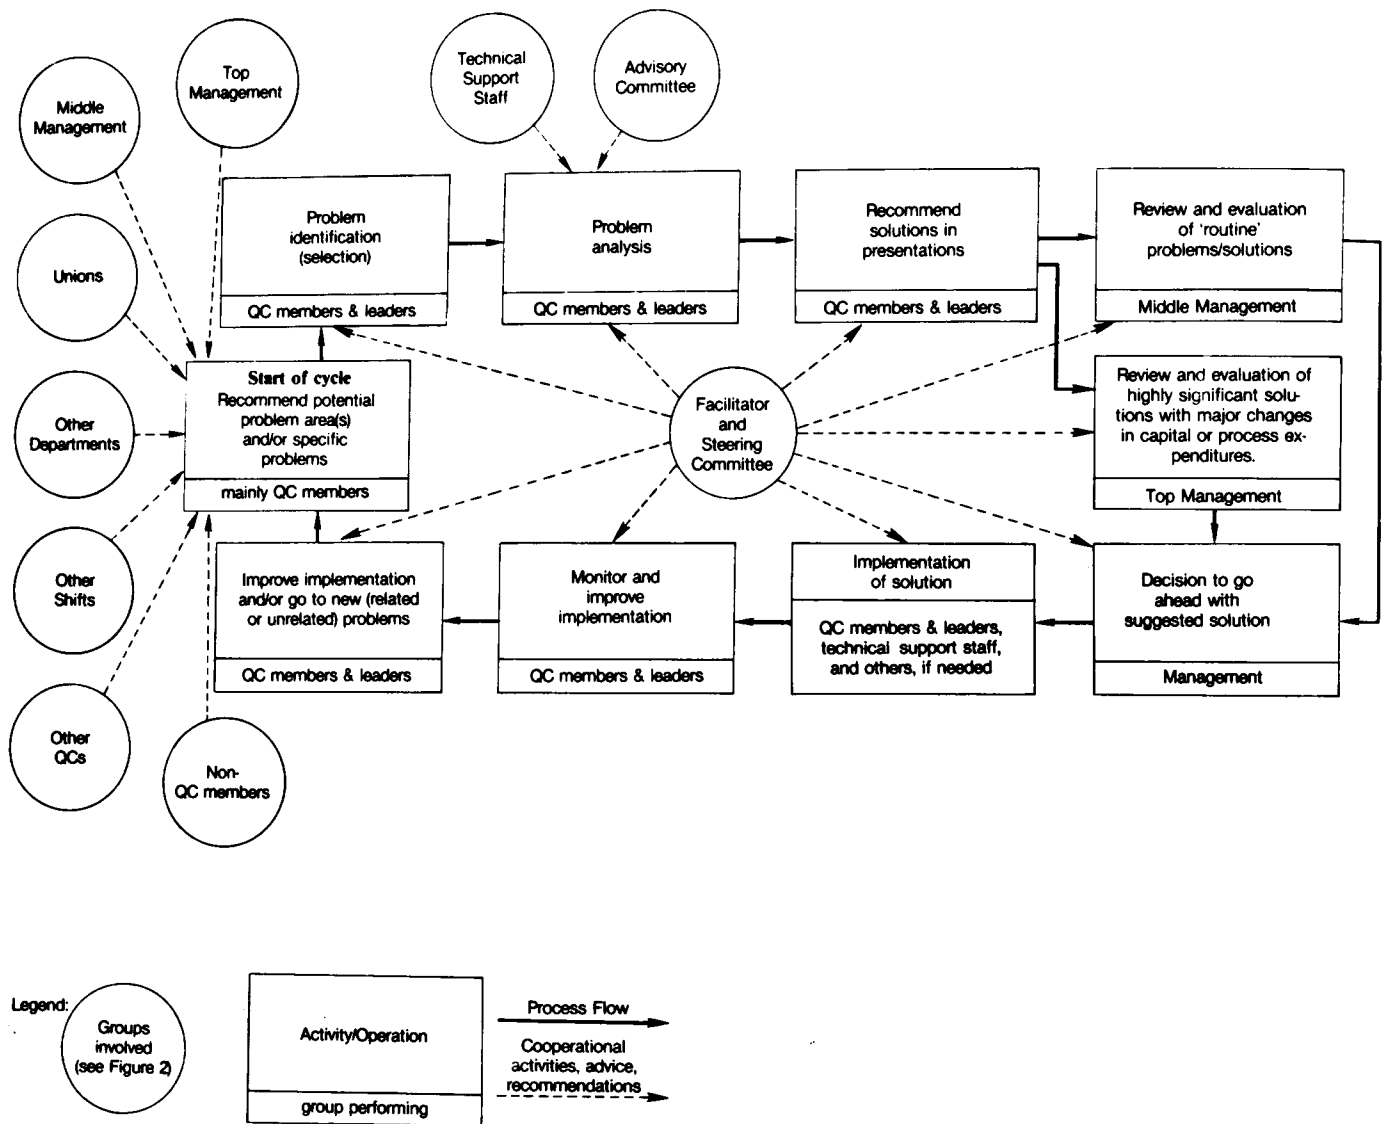 Top
Management
Middle
Management
Technical
Support
Staff
Advisory
Committee
Unions
Other
Departments
Other
Shifts
Other
QCs
Non-
QC members
Problem
identification
(selection)
QC members & leaders
Problem
analysis
QC members & leaders
Recommend
solutions in
presentations
QC members & leaders
Review and evaluation
of 'routine'
problems/solutions
Middle Management
Start of cycle
Recommend potential
problem area(s)
and/or specific
problems
mainly QC members
Facilitator
and
Steering
Committee
Review and evaluation of
highly significant solu-
tions with major changes
in capital or process ex-
penditures.
Top Management
Improve implementation
and/or go to new (related
or unrelated) problems
QC members & leaders
Monitor and
improve
implementation
QC members & leaders
Implementation
of solution
QC members & leaders,
technical support staff,
and others, if needed
Decision to go
ahead with
suggested solution
Management
Legend:
Groups
involved
(see Figure 2)
Activity/Operation
group performing
Process Flow
Cooperational
activities, advice,
recommendations